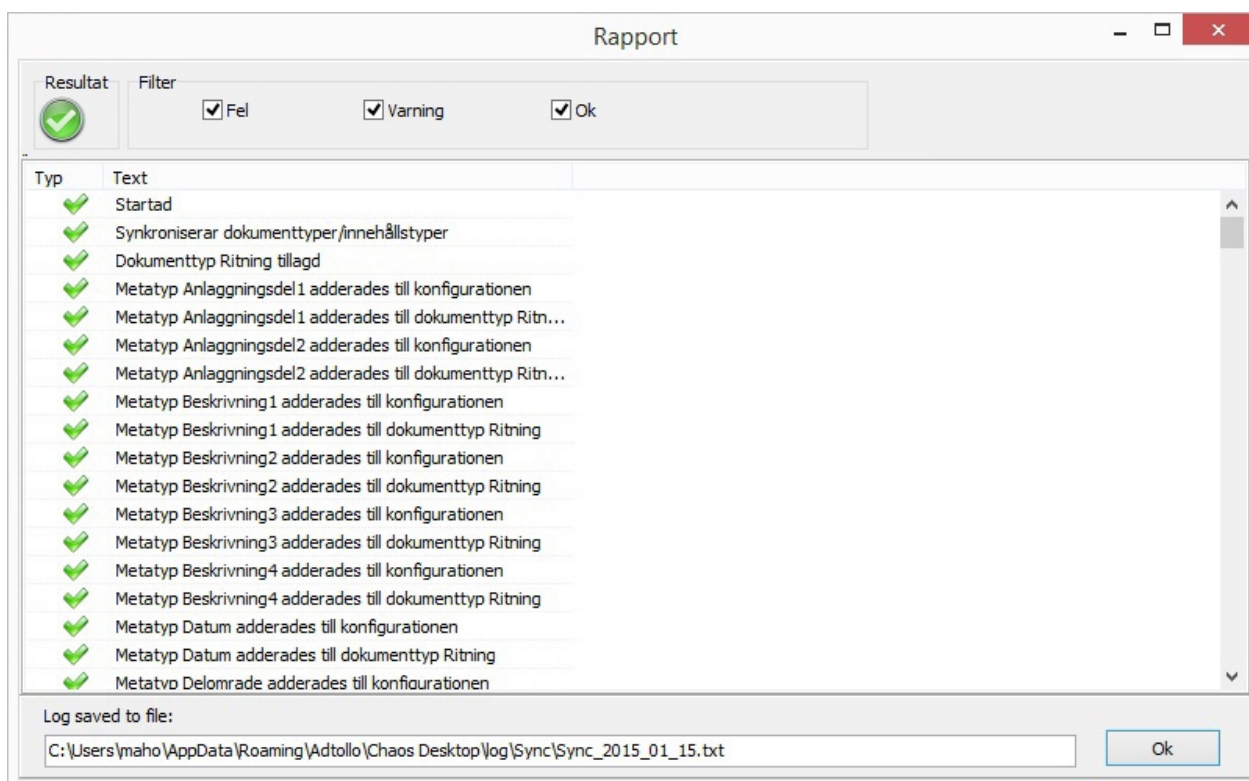 Rapport
Resultat
Filter
Fel
Varning
Ok
Typ
Text
Startad
Synkroniserar dokumenttyper/innehållstyper
Dokumenttyp Ritning tillagd
Metatyp Anlaggningsdel1 adderades till konfigurationen
Metatyp Anlaggningsdel1 adderades till dokumenttyp Ritn...
Metatyp Anlaggningsdel2 adderades till konfigurationen
Metatyp Anlaggningsdel2 adderades till dokumenttyp Ritn...
Metatyp Beskrivning1 adderades till konfigurationen
Metatyp Beskrivning1 adderades till dokumenttyp Ritning
Metatyp Beskrivning2 adderades till konfigurationen
Metatyp Beskrivning2 adderades till dokumenttyp Ritning
Metatyp Beskrivning3 adderades till konfigurationen
Metatyp Beskrivning3 adderades till dokumenttyp Ritning
Metatyp Beskrivning4 adderades till konfigurationen
Metatyp Beskrivning4 adderades till dokumenttyp Ritning
Metatyp Datum adderades till konfigurationen
Metatyp Datum adderades till dokumenttyp Ritning
Metatyp Delomrade adderades till konfigurationen
Log saved to file:
C:\Users\maho\AppData\Roaming\Adtollo\Chaos Desktop\log\Sync\Sync_2015_01_15.txt
Ok